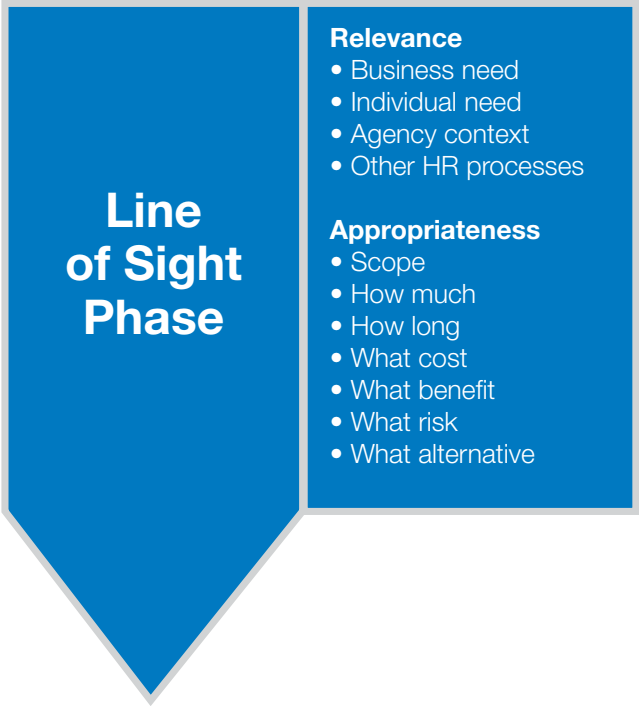 Line
of Sight
Phase
Relevance
• Business need
• Individual need
• Agency context
• Other HR processes
Appropriateness
• Scope
• How much
• How long
• What cost
• What benefit
• What risk
• What alternative